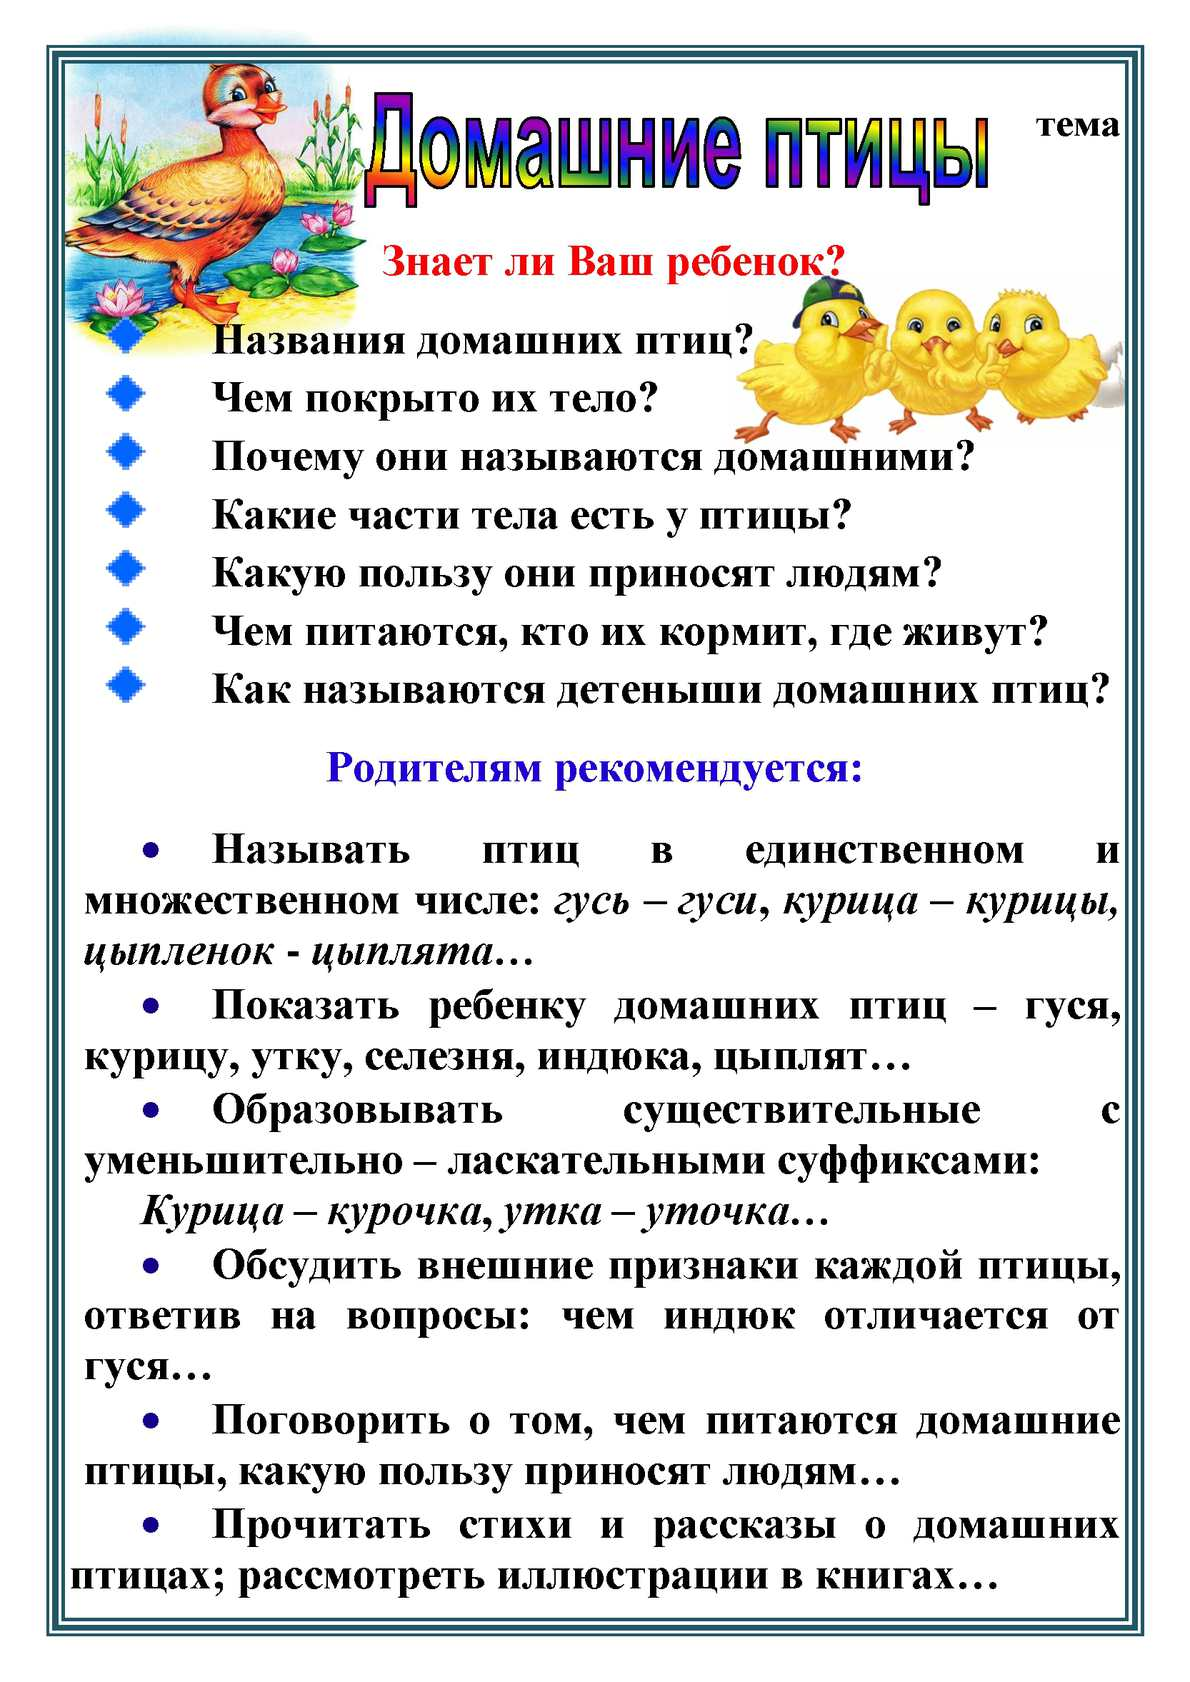 тема
Домашние птицы
Знает ли Ваш ребенок?
Названия домашних птиц?
Чем покрыто их тело?
Почему они называются домашними?
Какие части тела есть у птицы?
Какую пользу они приносят людям?
Чем питаются, кто их кормит, где живут?
Как называются детеныши домашних птиц?
Родителям рекомендуется:
• Называть птиц в единственном и
множественном числе: гусь – гуси, курица – курицы,
цыпленок - цыплята…
• Показать ребенку домашних птиц – гуся,
курицу, утку, селезня, индюка, цыплят…
• Образовывать существительные с
уменьшительно – ласкательными суффиксами:
Курица – курочка, утка – уточка…
• Обсудить внешние признаки каждой птицы,
ответив на вопросы: чем индюк отличается от
гуся…
• Поговорить о том, чем питаются домашние
птицы, какую пользу приносят людям…
• Прочитать стихи и рассказы о домашних
птицах; рассмотреть иллюстрации в книгах…